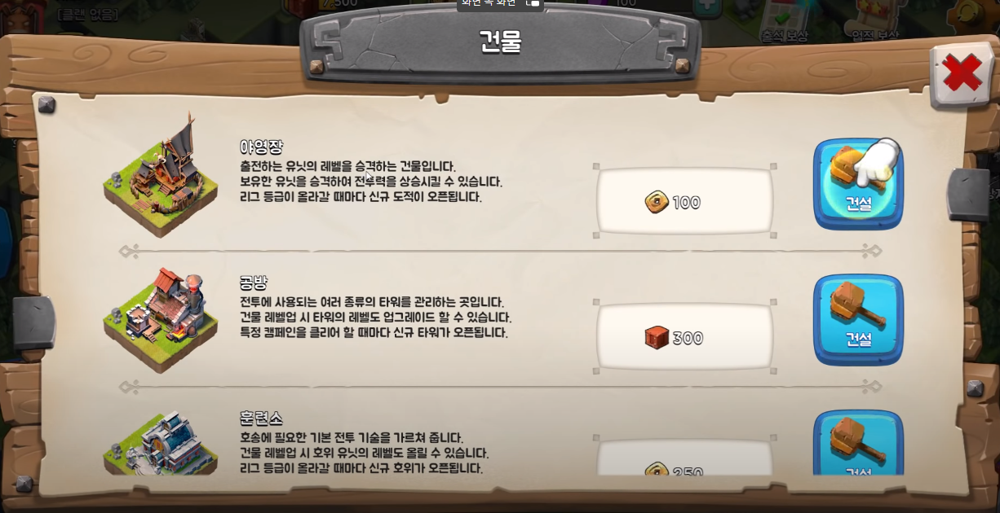 화면 속 화면
[클랜 없음]
500
100
출석 보상
업적 보상
건물
야영장
출전하는 유닛의 레벨을 승격하는 건물입니다.
보유한 유닛을 승격하여 전투력을 상승시킬 수 있습니다.
리그 등급이 올라갈 때마다 신규 도적이 오픈됩니다.
100
건설
공방
전투에 사용되는 여러 종류의 타워를 관리하는 곳입니다.
건물 레벨업 시 타워의 레벨도 업그레이드 할 수 있습니다.
특정 캠페인을 클리어 할 때마다 신규 타워가 오픈됩니다.
300
건설
훈련소
호송에 필요한 기본 전투 기술을 가르쳐 줍니다.
건물 레벨업 시 호위 유닛의 레벨도 올릴 수 있습니다.
리그 등급이 올라갈 때마다 신규 호위가 오픈됩니다.
250
건설